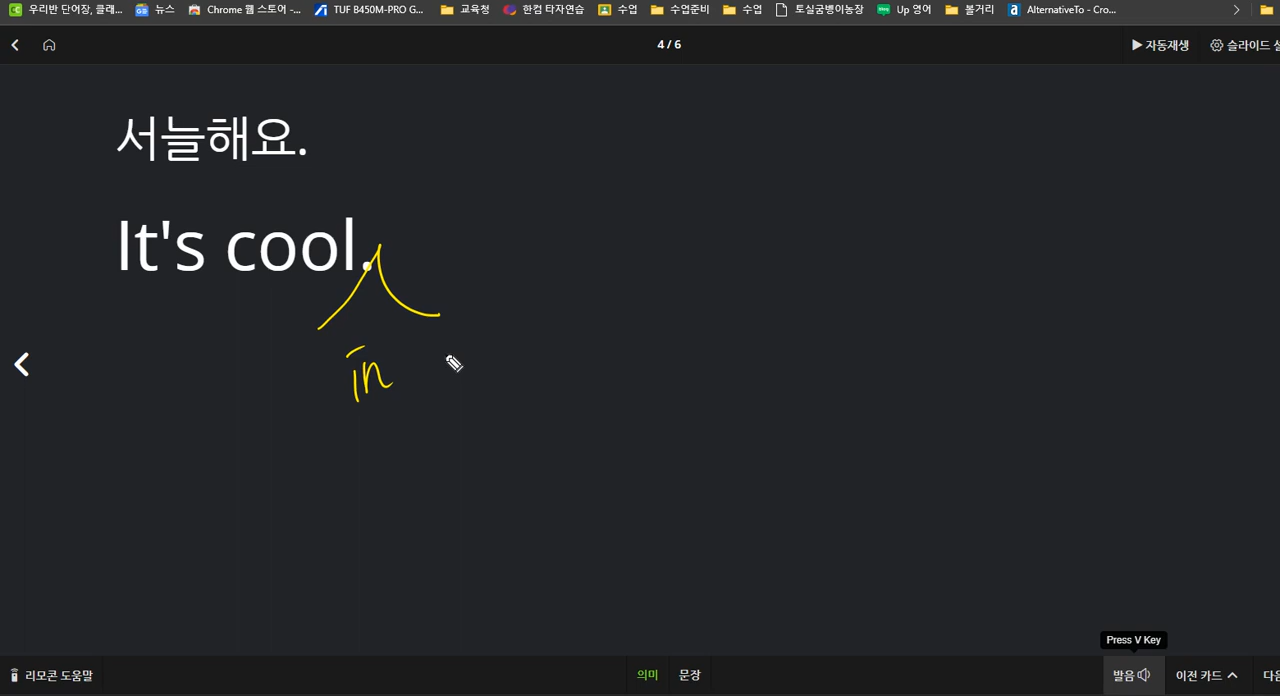 우리반 단어장, 클래... 뉴스 Chrome 웹 스토어 -... TUF B450M-PRO G... 교육청 한컴 타자연습 수업 수업준비 수업 토실굼벵이농장 Up 영어 볼거리 AlternativeTo - Cro...
4 / 6 자동재생 슬라이드
서늘해요.
It's cool.
in
Press V Key
리모콘 도움말 의미 문장 발음 이전 카드